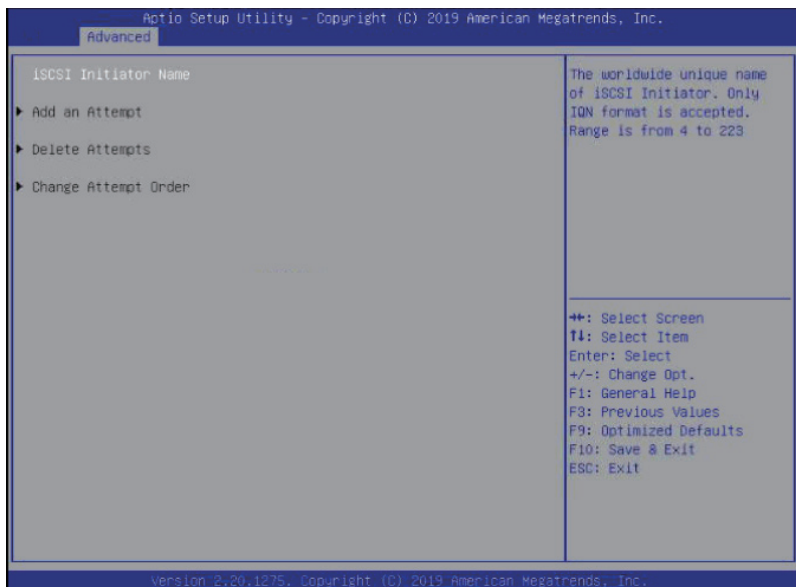 Aptio Setup Utility - Copyright (C) 2019 American Megatrends, Inc.
Advanced
iSCSI Initiator Name
Add an Attempt
Delete Attempts
Change Attempt Order
The worldwide unique name
of iSCSI Initiator. Only
IQN format is accepted.
Range is from 4 to 223
→←: Select Screen
↑↓: Select Item
Enter: Select
+/-: Change Opt.
F1: General Help
F3: Previous Values
F9: Optimized Defaults
F10: Save & Exit
ESC: Exit
Version 2.20.1275. Copyright (C) 2019 American Megatrends, Inc.